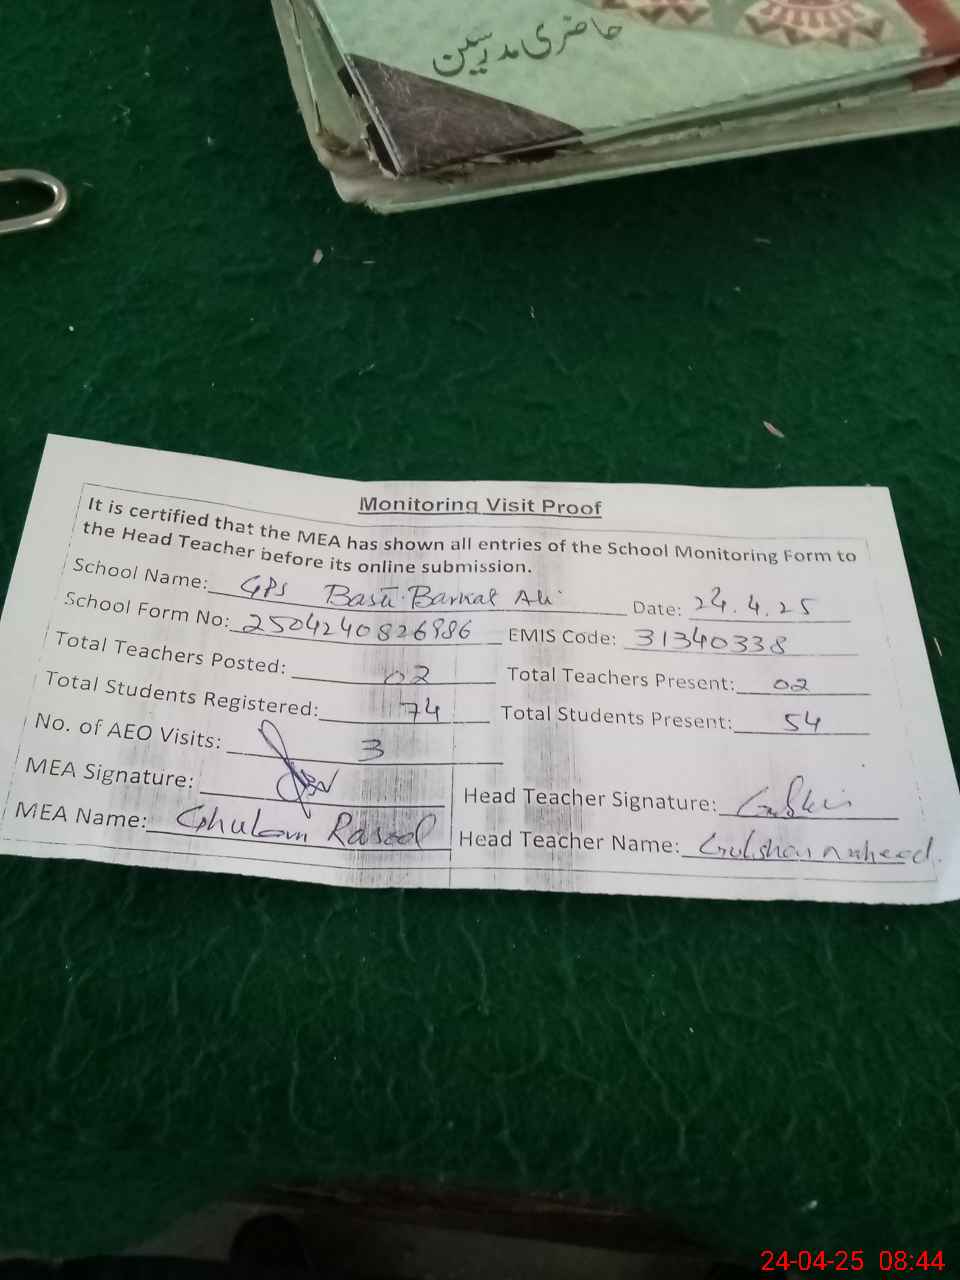 حاضری مدرسین
Monitoring Visit Proof
It is certified that the MEA has shown all entries of the School Monitoring Form to
the Head Teacher before its online submission.
School Name: GPS Basti Barkat Ali Date: 24.4.25
School Form No: 2504240826986 EMIS Code: 31340338
Total Teachers Posted: 02 Total Teachers Present: 02
Total Students Registered: 74 Total Students Present: 54
No. of AEO Visits: 3
MEA Signature: Head Teacher Signature:
MEA Name: Ghulam Rasool Head Teacher Name: Gulshan naheed.
24-04-25 08:44